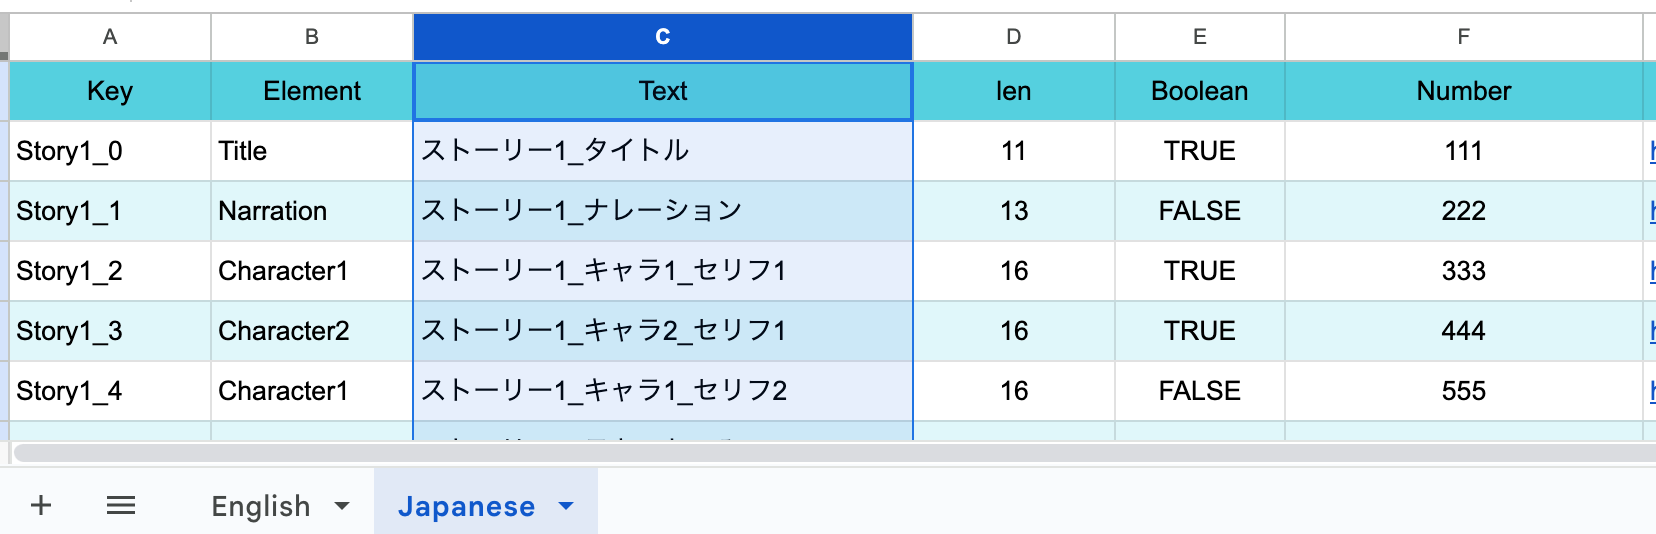 A B C D E F
Key Element Text len Boolean Number
Story1_0 Title ストーリー1_タイトル 11 TRUE 111
Story1_1 Narration ストーリー1_ナレーション 13 FALSE 222
Story1_2 Character1 ストーリー1_キャラ1_セリフ1 16 TRUE 333
Story1_3 Character2 ストーリー1_キャラ2_セリフ1 16 TRUE 444
Story1_4 Character1 ストーリー1_キャラ1_セリフ2 16 FALSE 555
English Japanese